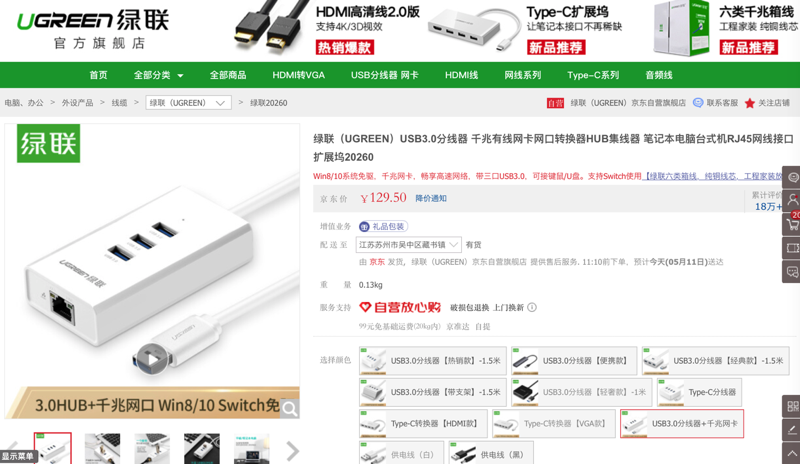 UGREEN 绿联
官方旗舰店
HDMI高清线2.0版
支持4K/3D视效
热销爆款
Type-C扩展坞
让笔记本接口不再稀缺
新品推荐
六类千兆箱线
工程家装 纯铜线芯
新品推荐
首页 全部分类 全部商品 HDMI转VGA USB分线器 网卡 HDMI线 网线系列 Type-C系列 音频线
电脑、办公 > 外设产品 > 线缆 > 绿联（UGREEN） > 绿联20260
自营 绿联（UGREEN）京东自营旗舰店 联系客服 关注店铺
绿联
UGREEN 绿联
UGREEN
3.0HUB+千兆网口 Win8/10 Switch免
绿联（UGREEN）USB3.0分线器 千兆有线网卡网口转换器HUB集线器 笔记本电脑台式机RJ45网线接口
扩展坞20260
Win8/10系统免驱、千兆网卡，畅享高速网络，带三口USB3.0，可接键鼠/U盘。支持Switch使用【绿联六类箱线，纯铜线芯，工程家装放
京东价 ￥129.50 降价通知
累计评价
18万+
增值业务 礼品包装
配送至 江苏苏州市吴中区藏书镇 有货
由 京东 发货，绿联（UGREEN）京东自营旗舰店 提供售后服务. 11:10前下单，预计今天(05月11日)送达
重量 0.13kg
服务支持 自营放心购 破损包退换 上门换新
99元免基础运费(20kg内) 京准达 自提
选择颜色
USB3.0分线器【热销款】-1.5米
USB3.0分线器【便携款】
USB3.0分线器【经典款】-1.5米
USB3.0分线器【带支架】-1.5米
USB3.0分线器【轻奢款】-1米
Type-C分线器
Type-C转换器【HDMI款】
Type-C转换器【VGA款】
USB3.0分线器+千兆网卡
供电线（白）
供电线（黑）
显示菜单